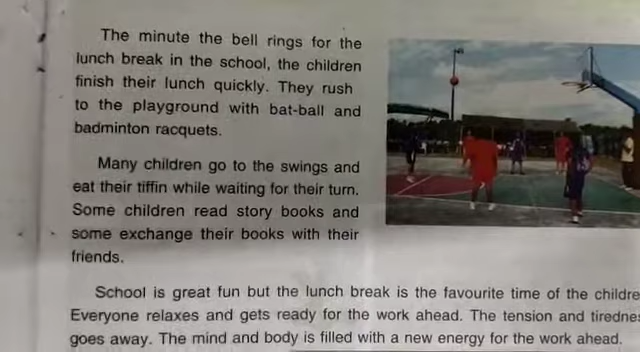 The minute the bell rings for the
lunch break in the school, the children
finish their lunch quickly. They rush
to the playground with bat-ball and
badminton racquets.
Many children go to the swings and
eat their tiffin while waiting for their turn.
Some children read story books and
some exchange their books with their
friends.
School is great fun but the lunch break is the favourite time of the childre
Everyone relaxes and gets ready for the work ahead. The tension and tiredne
goes away. The mind and body is filled with a new energy for the work ahead.